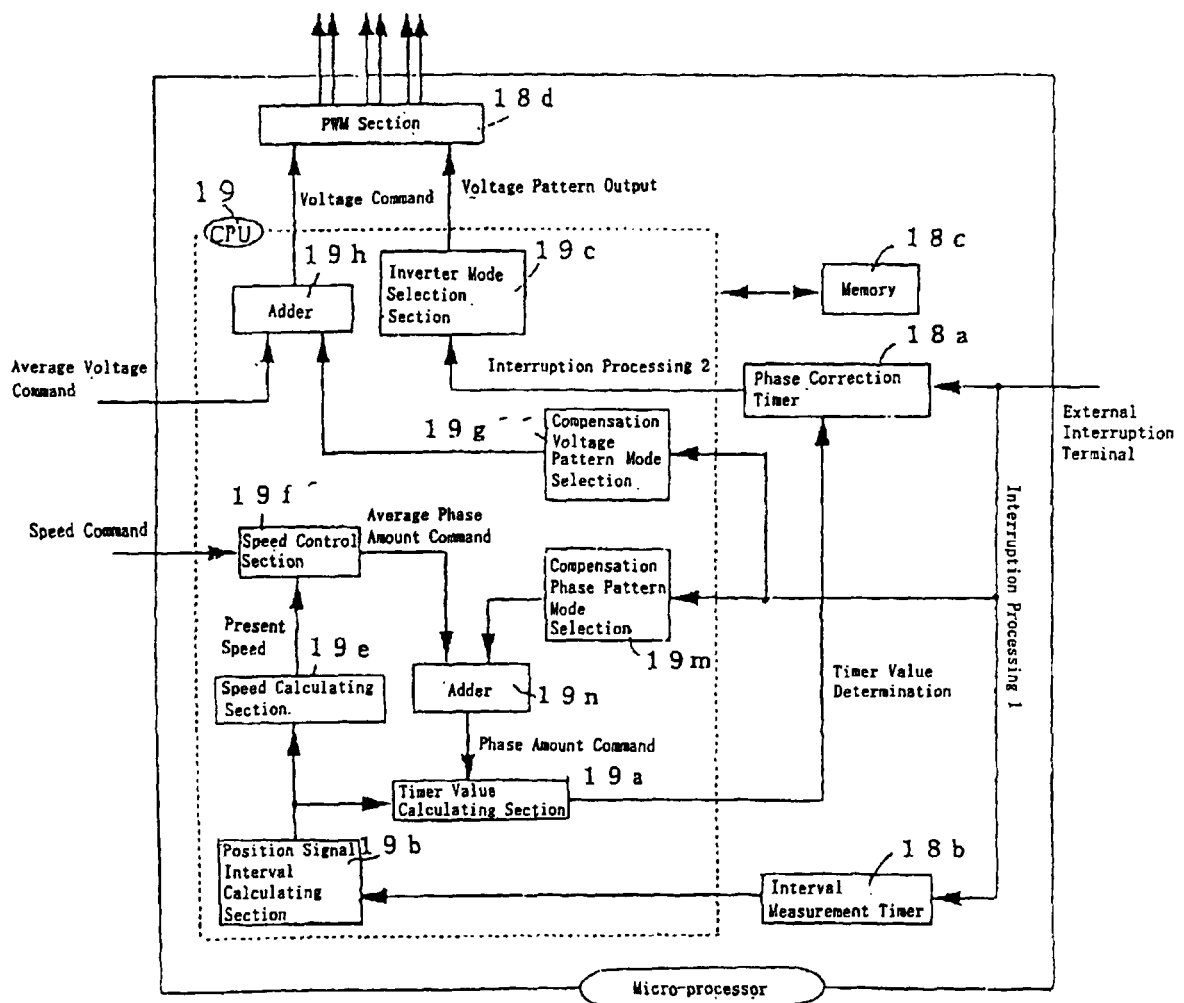 18d
PWM Section
Voltage Command
Voltage Pattern Output
19
CPU
19h
Adder
19c
Inverter Mode
Selection
Section
18c
Memory
18a
Average Voltage
Command
Interruption Processing 2
Phase Correction
Timer
External
Interruption
Terminal
19g
Compensation
Voltage
Pattern Mode
Selection
19f
Speed Command
Speed Control
Section
Average Phase
Amount Command
Compensation
Phase Pattern
Mode
Selection
Interruption Processing 1
Present
Speed
19e
19m
Speed Calculating
Section
Adder
19n
Timer Value
Determination
Phase Amount Command
19a
Timer Value
Calculating Section
Position Signal
Interval
Calculating
Section
19b
18b
Interval
Measurement Timer
Micro-processor